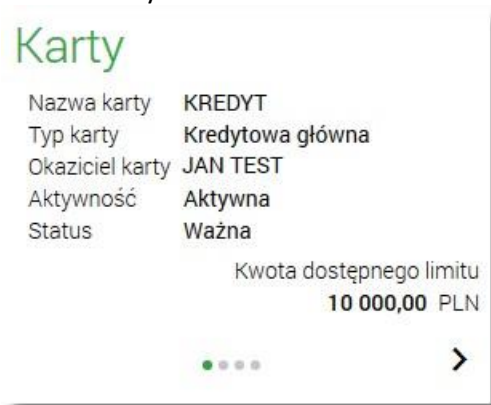 Karty
Nazwa karty KREDYT
Typ karty Kredytowa główna
Okaziciel karty JAN TEST
Aktywność Aktywna
Status Ważna
Kwota dostępnego limitu
10 000,00 PLN